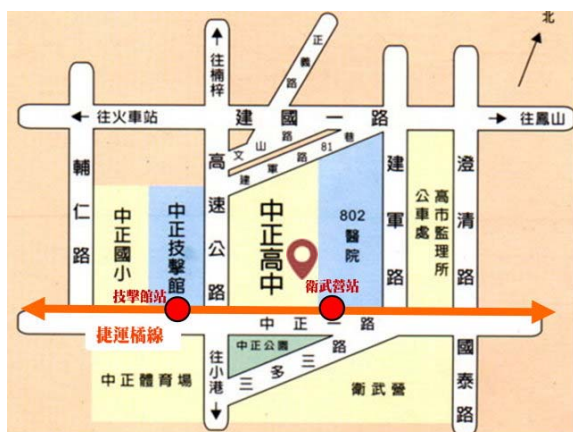 北
往楠梓
正義路
往火車站
建國一路
往鳳山
文山路
建軍路81巷
輔仁路
高速公路
建軍路
澄清路
中正國小
中正技擊館
中正高中
802醫院
高市監理所
公車處
技擊館站
衛武營站
捷運橘線
中正一路
中正公園
三多三路
國泰路
往小港
中正體育場
衛武營